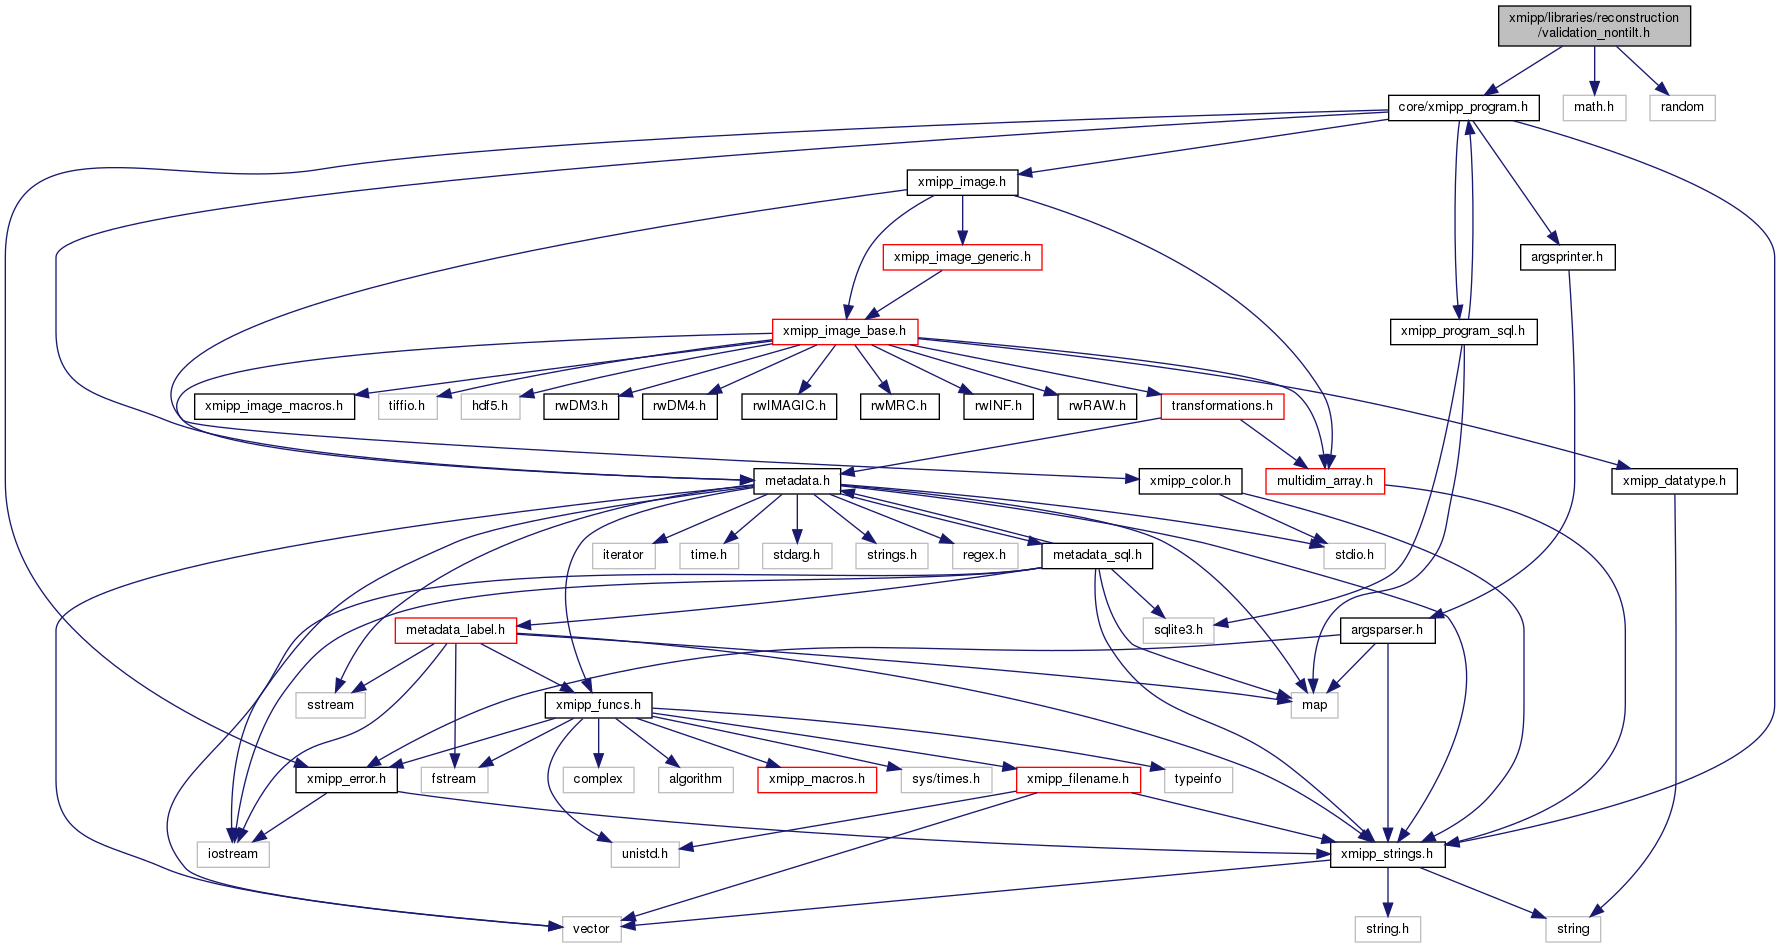 xmipp/libraries/reconstruction
/validation_nontilt.h
core/xmipp_program.h
math.h
random
xmipp_image.h
xmipp_image_generic.h
argsprinter.h
xmipp_image_base.h
xmipp_program_sql.h
xmipp_image_macros.h
tiffio.h
hdf5.h
rwDM3.h
rwDM4.h
rwIMAGIC.h
rwMRC.h
rwINF.h
rwRAW.h
transformations.h
metadata.h
xmipp_color.h
multidim_array.h
xmipp_datatype.h
iterator
time.h
stdarg.h
strings.h
regex.h
metadata_sql.h
stdio.h
metadata_label.h
sqlite3.h
argsparser.h
sstream
xmipp_funcs.h
map
xmipp_error.h
fstream
complex
algorithm
xmipp_macros.h
sys/times.h
xmipp_filename.h
typeinfo
iostream
unistd.h
xmipp_strings.h
vector
string.h
string